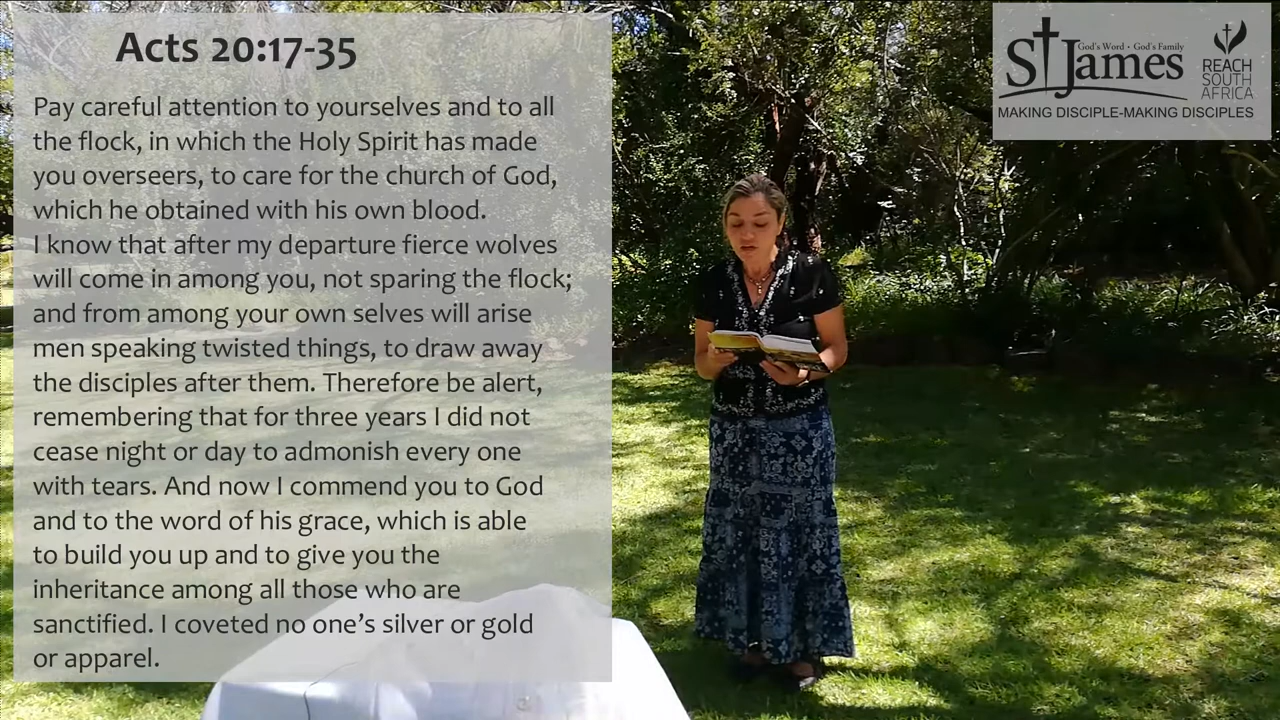 Acts 20:17-35
Pay careful attention to yourselves and to all
the flock, in which the Holy Spirit has made
you overseers, to care for the church of God,
which he obtained with his own blood.
I know that after my departure fierce wolves
will come in among you, not sparing the flock;
and from among your own selves will arise
men speaking twisted things, to draw away
the disciples after them. Therefore be alert,
remembering that for three years I did not
cease night or day to admonish every one
with tears. And now I commend you to God
and to the word of his grace, which is able
to build you up and to give you the
inheritance among all those who are
sanctified. I coveted no one’s silver or gold
or apparel.
God's Word • God's Family
St James
REACH
SOUTH
AFRICA
MAKING DISCIPLE-MAKING DISCIPLES